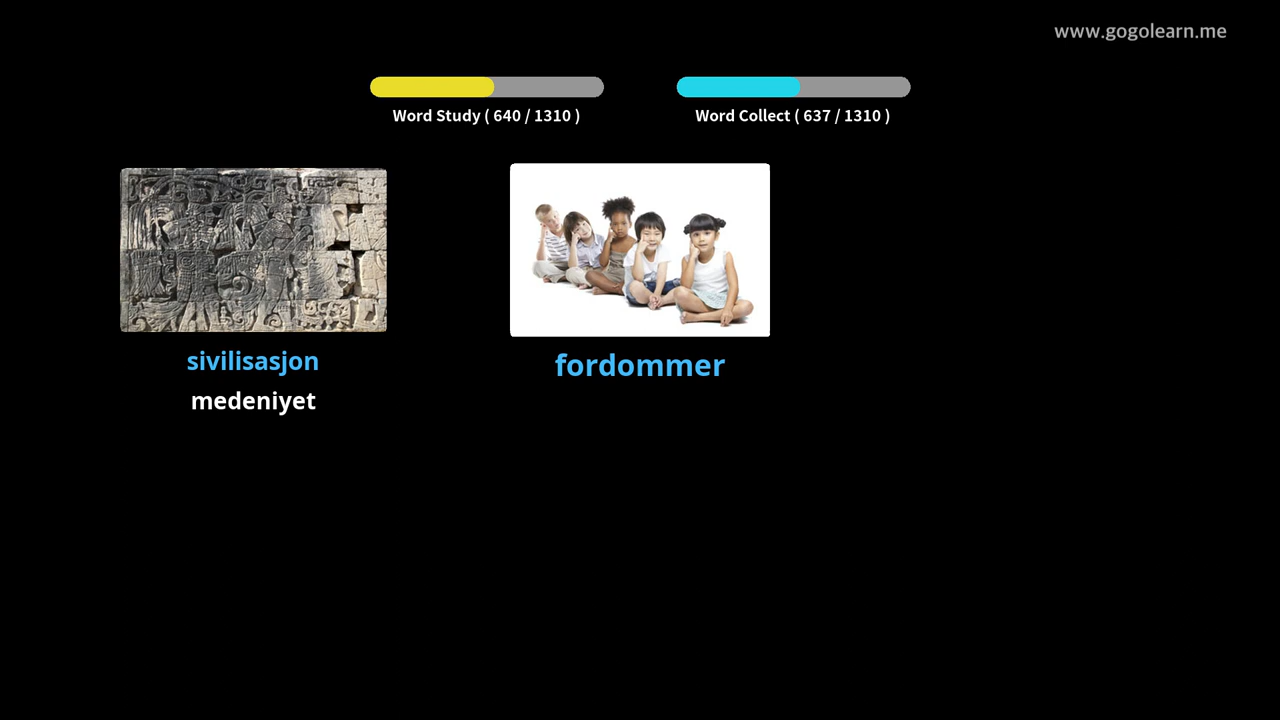 www.gogolearn.me
Word Study ( 640 / 1310 )
Word Collect ( 637 / 1310 )
sivilisasjon
medeniyet
fordommer